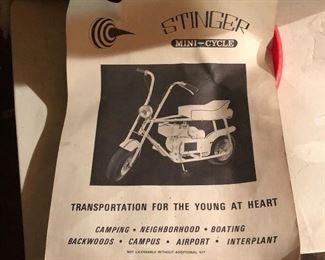 STINGER
MINI-CYCLE
TRANSPORTATION FOR THE YOUNG AT HEART
CAMPING • NEIGHBORHOOD • BOATING
BACKWOODS • CAMPUS • AIRPORT • INTERPLANT
NOT LICENSABLE WITHOUT ADDITIONAL KIT